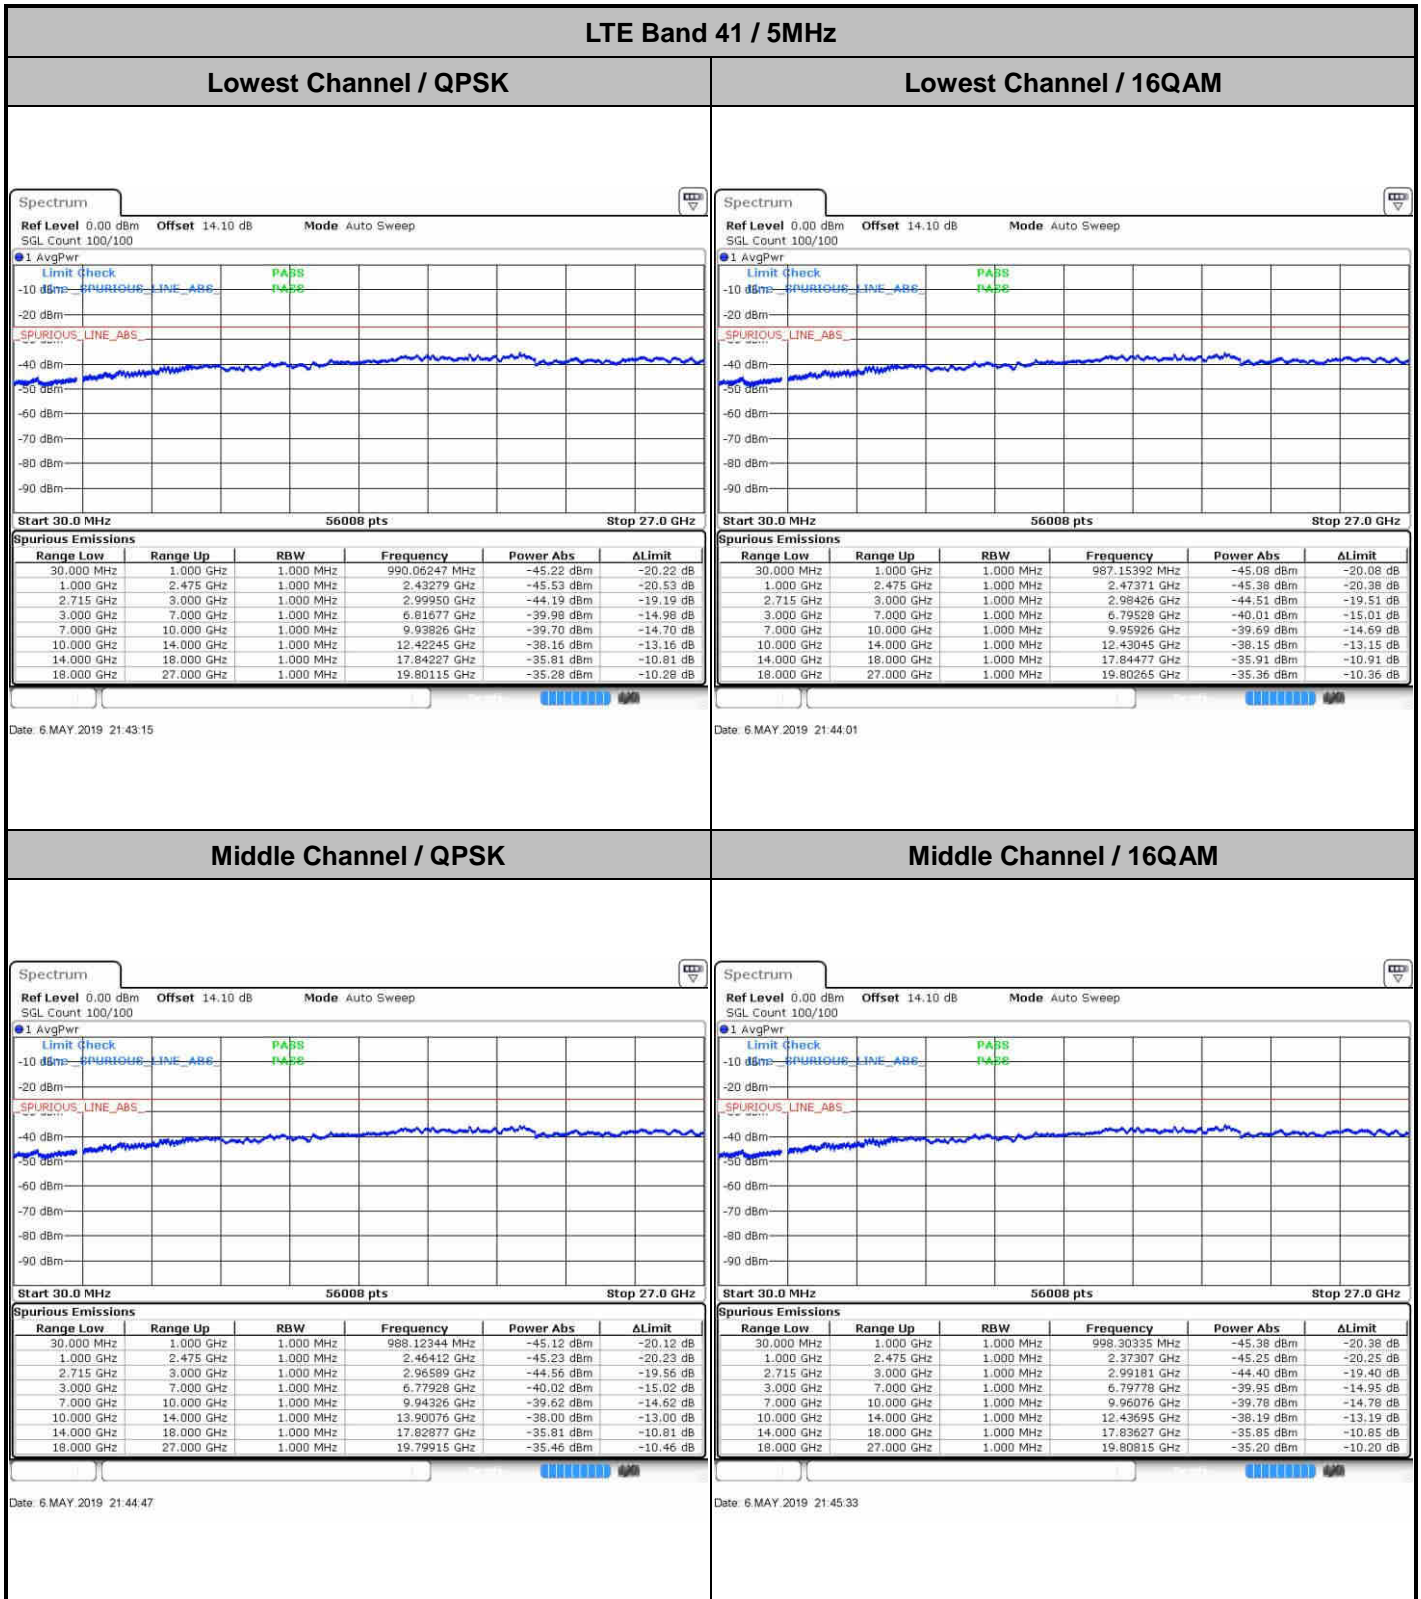 LTE Band 41 / 5MHz
Lowest Channel / QPSK
Lowest Channel / 16QAM
Spectrum
Ref Level 0.00 dBm Offset 14.10 dB Mode Auto Sweep
SGL Count 100/100
1 AvgPwr
Limit Check PASS
Line _SPURIOUS_LINE_ABS_ PASS
-10 dBm
-20 dBm
_SPURIOUS_LINE_ABS_
-40 dBm
-50 dBm
-60 dBm
-70 dBm
-80 dBm
-90 dBm
Start 30.0 MHz 56008 pts Stop 27.0 GHz
Spurious Emissions
Range Low Range Up RBW Frequency Power Abs ΔLimit
30.000 MHz 1.000 GHz 1.000 MHz 990.06247 MHz -45.22 dBm -20.22 dB
1.000 GHz 2.475 GHz 1.000 MHz 2.43279 GHz -45.53 dBm -20.53 dB
2.715 GHz 3.000 GHz 1.000 MHz 2.99950 GHz -44.19 dBm -19.19 dB
3.000 GHz 7.000 GHz 1.000 MHz 6.81677 GHz -39.98 dBm -14.98 dB
7.000 GHz 10.000 GHz 1.000 MHz 9.93826 GHz -39.70 dBm -14.70 dB
10.000 GHz 14.000 GHz 1.000 MHz 12.42245 GHz -38.16 dBm -13.16 dB
14.000 GHz 18.000 GHz 1.000 MHz 17.84227 GHz -35.81 dBm -10.81 dB
18.000 GHz 27.000 GHz 1.000 MHz 19.80115 GHz -35.28 dBm -10.28 dB
Date: 6.MAY.2019 21:43:15
Spectrum
Ref Level 0.00 dBm Offset 14.10 dB Mode Auto Sweep
SGL Count 100/100
1 AvgPwr
Limit Check PASS
Line _SPURIOUS_LINE_ABS_ PASS
-10 dBm
-20 dBm
_SPURIOUS_LINE_ABS_
-40 dBm
-50 dBm
-60 dBm
-70 dBm
-80 dBm
-90 dBm
Start 30.0 MHz 56008 pts Stop 27.0 GHz
Spurious Emissions
Range Low Range Up RBW Frequency Power Abs ΔLimit
30.000 MHz 1.000 GHz 1.000 MHz 987.15392 MHz -45.08 dBm -20.08 dB
1.000 GHz 2.475 GHz 1.000 MHz 2.47371 GHz -45.38 dBm -20.38 dB
2.715 GHz 3.000 GHz 1.000 MHz 2.98426 GHz -44.51 dBm -19.51 dB
3.000 GHz 7.000 GHz 1.000 MHz 6.79528 GHz -40.01 dBm -15.01 dB
7.000 GHz 10.000 GHz 1.000 MHz 9.95926 GHz -39.69 dBm -14.69 dB
10.000 GHz 14.000 GHz 1.000 MHz 12.43045 GHz -38.15 dBm -13.15 dB
14.000 GHz 18.000 GHz 1.000 MHz 17.84477 GHz -35.91 dBm -10.91 dB
18.000 GHz 27.000 GHz 1.000 MHz 19.80265 GHz -35.36 dBm -10.36 dB
Date: 6.MAY.2019 21:44:01
Middle Channel / QPSK
Middle Channel / 16QAM
Spectrum
Ref Level 0.00 dBm Offset 14.10 dB Mode Auto Sweep
SGL Count 100/100
1 AvgPwr
Limit Check PASS
Line _SPURIOUS_LINE_ABS_ PASS
-10 dBm
-20 dBm
_SPURIOUS_LINE_ABS_
-40 dBm
-50 dBm
-60 dBm
-70 dBm
-80 dBm
-90 dBm
Start 30.0 MHz 56008 pts Stop 27.0 GHz
Spurious Emissions
Range Low Range Up RBW Frequency Power Abs ΔLimit
30.000 MHz 1.000 GHz 1.000 MHz 988.12344 MHz -45.12 dBm -20.12 dB
1.000 GHz 2.475 GHz 1.000 MHz 2.46412 GHz -45.23 dBm -20.23 dB
2.715 GHz 3.000 GHz 1.000 MHz 2.96589 GHz -44.56 dBm -19.56 dB
3.000 GHz 7.000 GHz 1.000 MHz 6.77928 GHz -40.02 dBm -15.02 dB
7.000 GHz 10.000 GHz 1.000 MHz 9.94326 GHz -39.62 dBm -14.62 dB
10.000 GHz 14.000 GHz 1.000 MHz 13.90076 GHz -38.00 dBm -13.00 dB
14.000 GHz 18.000 GHz 1.000 MHz 17.82877 GHz -35.81 dBm -10.81 dB
18.000 GHz 27.000 GHz 1.000 MHz 19.79915 GHz -35.46 dBm -10.46 dB
Date: 6.MAY.2019 21:44:47
Spectrum
Ref Level 0.00 dBm Offset 14.10 dB Mode Auto Sweep
SGL Count 100/100
1 AvgPwr
Limit Check PASS
Line _SPURIOUS_LINE_ABS_ PASS
-10 dBm
-20 dBm
_SPURIOUS_LINE_ABS_
-40 dBm
-50 dBm
-60 dBm
-70 dBm
-80 dBm
-90 dBm
Start 30.0 MHz 56008 pts Stop 27.0 GHz
Spurious Emissions
Range Low Range Up RBW Frequency Power Abs ΔLimit
30.000 MHz 1.000 GHz 1.000 MHz 998.30335 MHz -45.38 dBm -20.38 dB
1.000 GHz 2.475 GHz 1.000 MHz 2.37307 GHz -45.25 dBm -20.25 dB
2.715 GHz 3.000 GHz 1.000 MHz 2.99181 GHz -44.40 dBm -19.40 dB
3.000 GHz 7.000 GHz 1.000 MHz 6.79778 GHz -39.95 dBm -14.95 dB
7.000 GHz 10.000 GHz 1.000 MHz 9.96076 GHz -39.78 dBm -14.78 dB
10.000 GHz 14.000 GHz 1.000 MHz 12.43695 GHz -38.19 dBm -13.19 dB
14.000 GHz 18.000 GHz 1.000 MHz 17.83627 GHz -35.85 dBm -10.85 dB
18.000 GHz 27.000 GHz 1.000 MHz 19.80815 GHz -35.20 dBm -10.20 dB
Date: 6.MAY.2019 21:45:33